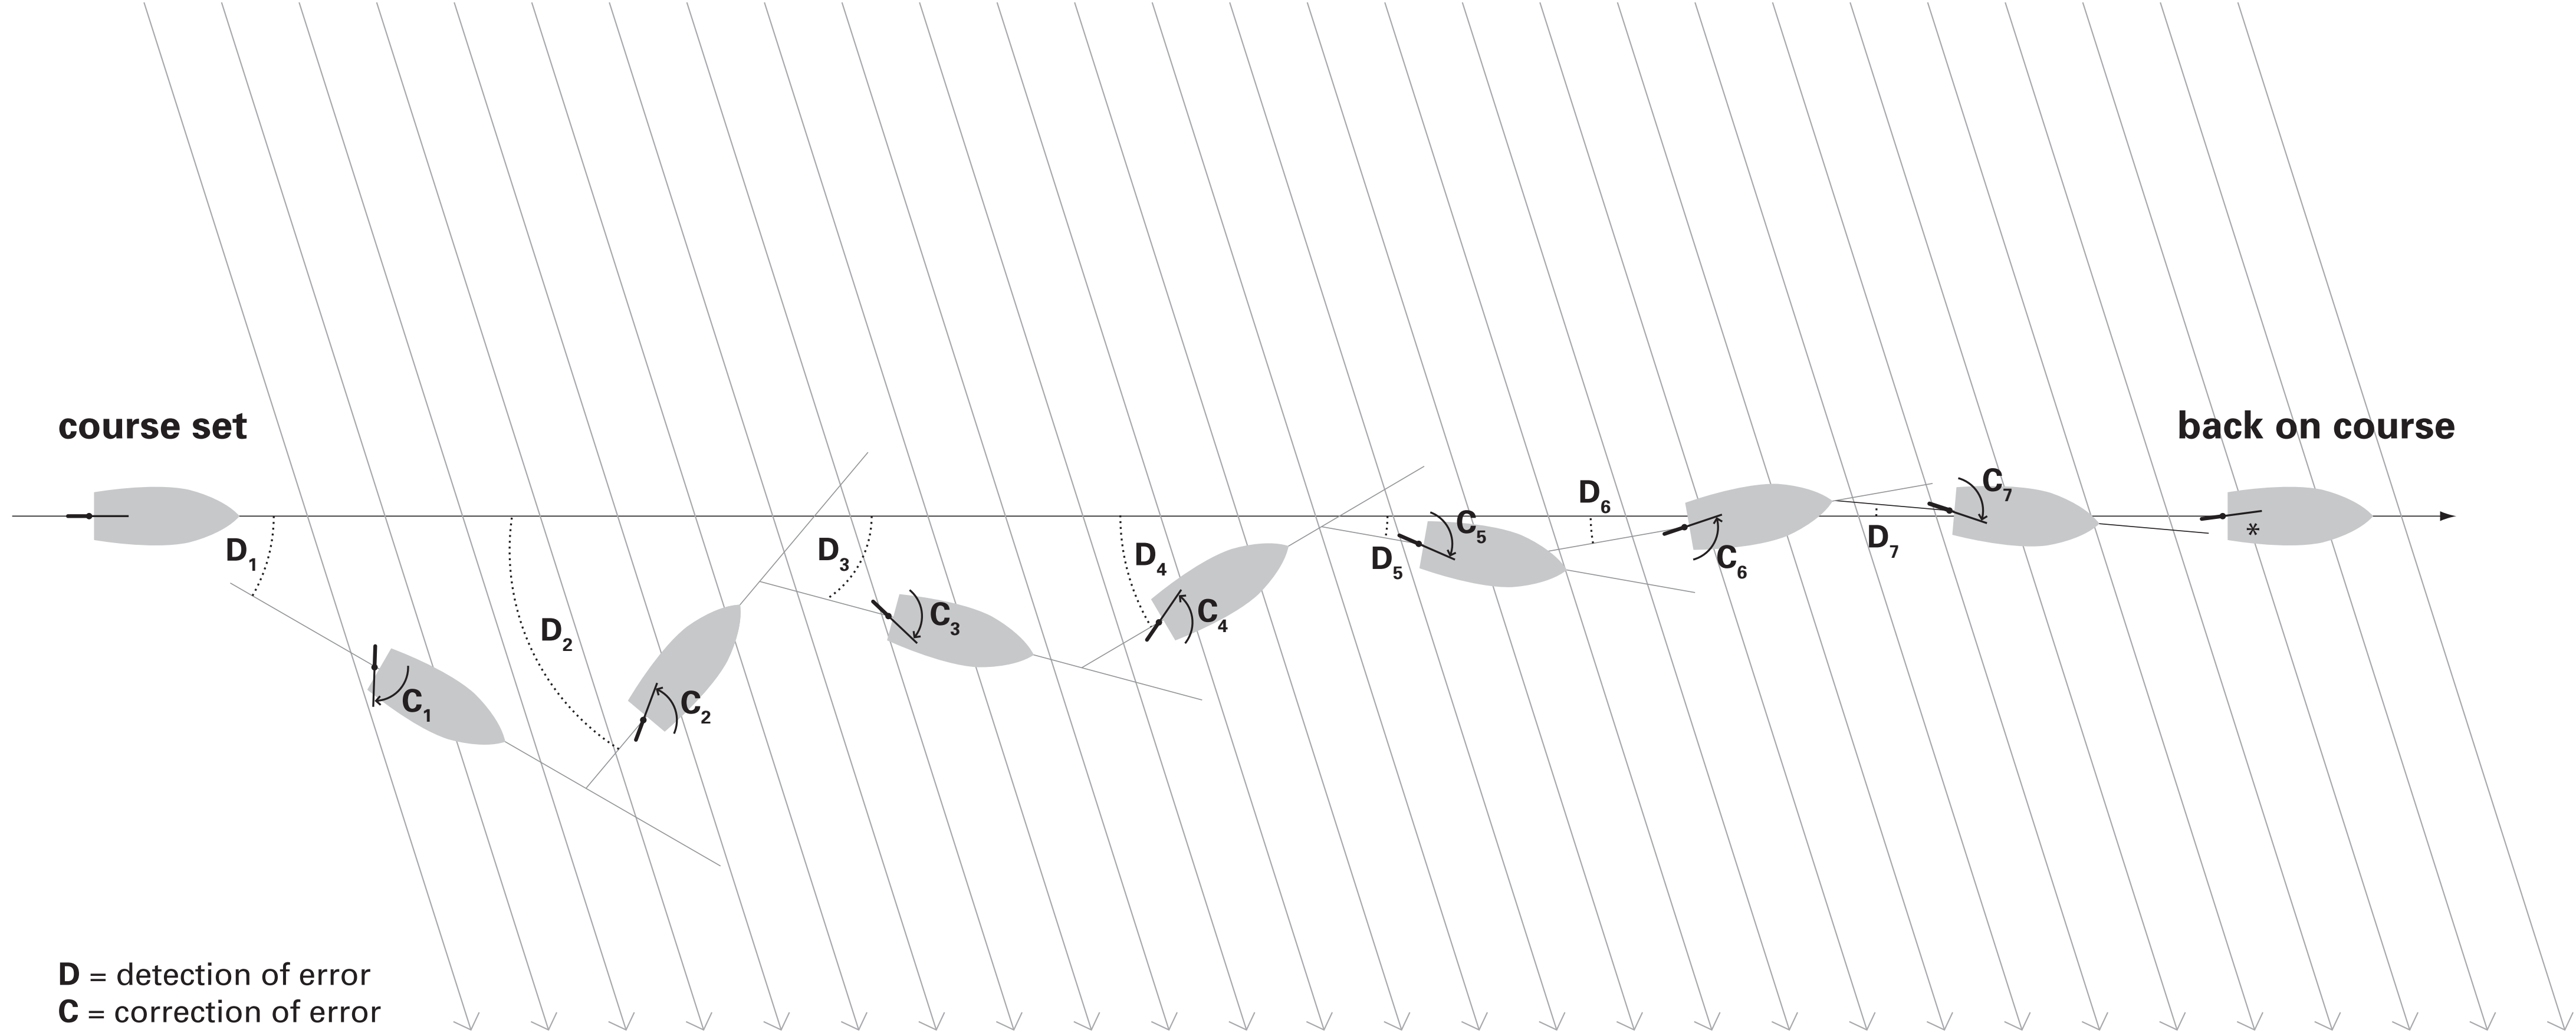 course set
back on course
D1
C1
D2
C2
D3
C3
D4
C4
D5
C5
D6
C6
D7
C7
*
D = detection of error
C = correction of error